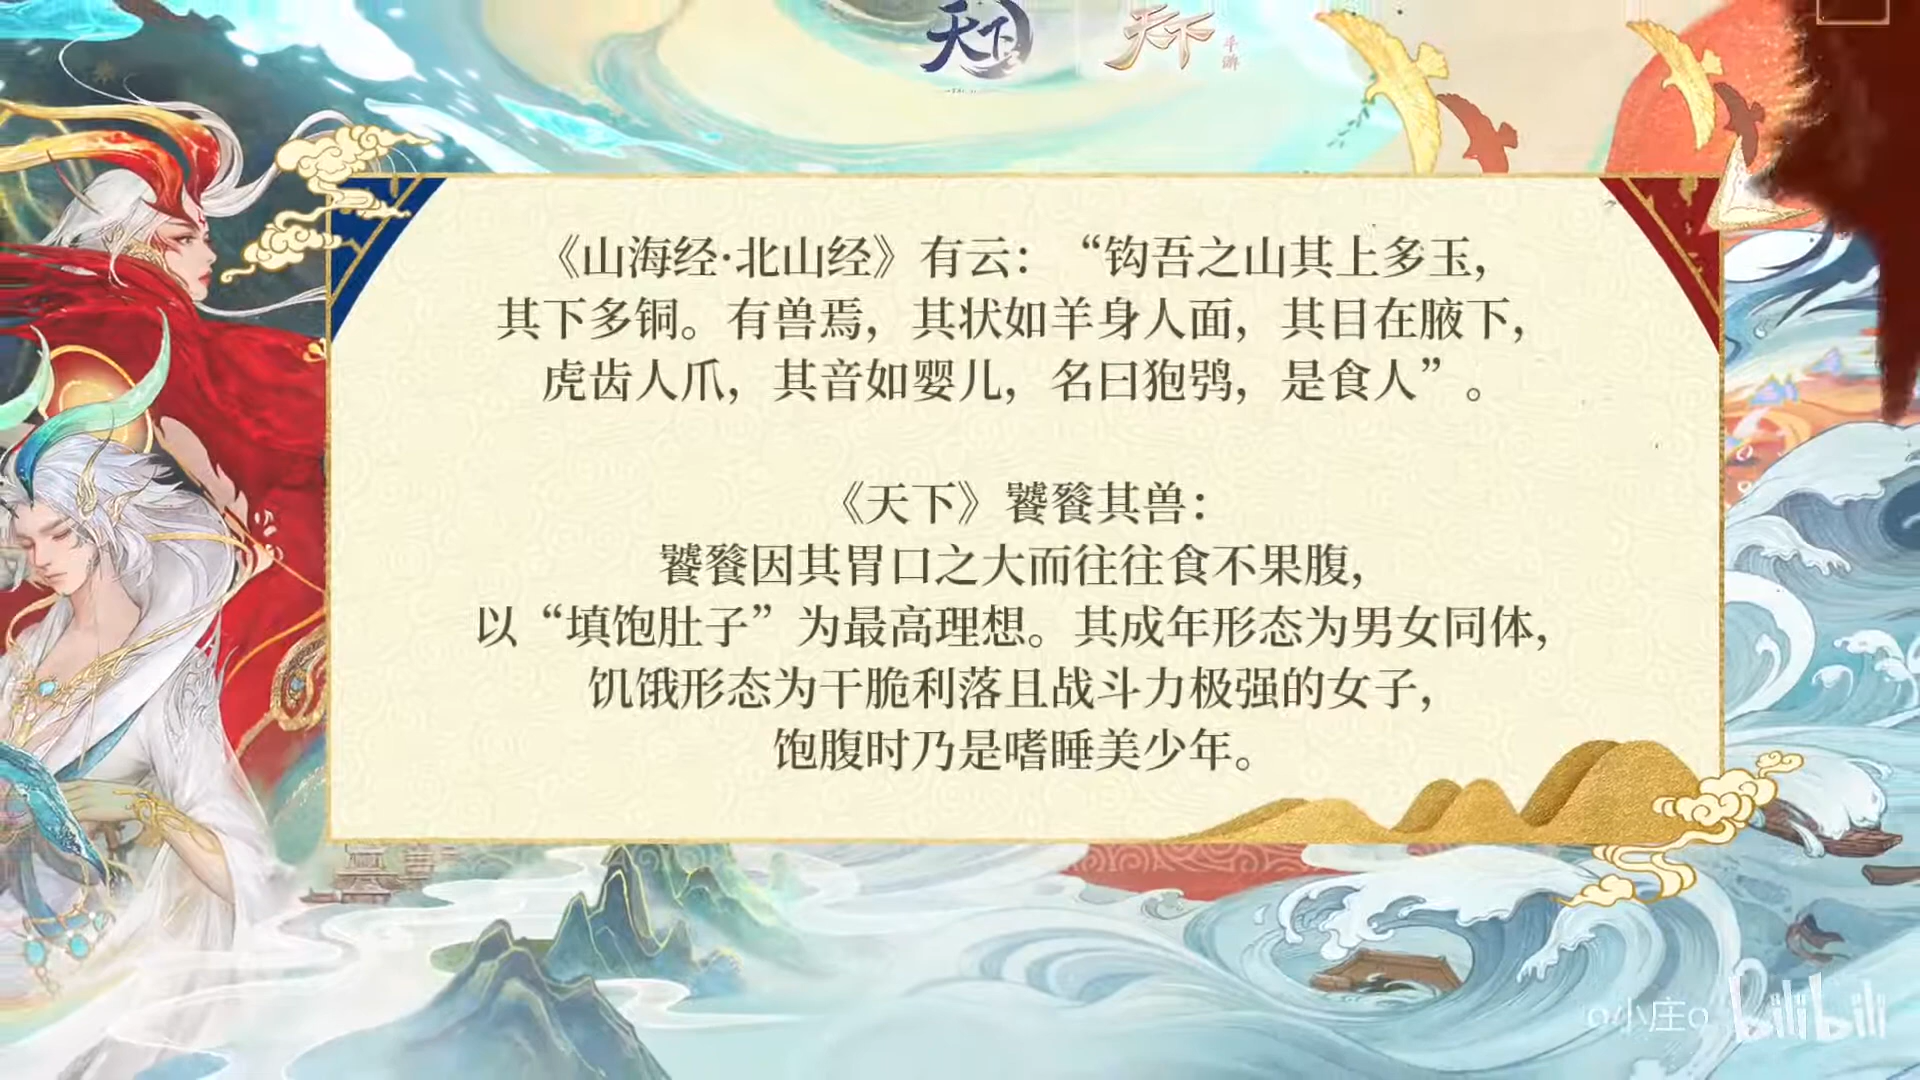 天下
天下
手游
《山海经·北山经》有云：“钩吾之山其上多玉，
其下多铜。有兽焉，其状如羊身人面，其目在腋下，
虎齿人爪，其音如婴儿，名曰狍鸮，是食人”。
《天下》饕餮其兽：
饕餮因其胃口之大而往往食不果腹，
以“填饱肚子”为最高理想。其成年形态为男女同体，
饥饿形态为干脆利落且战斗力极强的女子，
饱腹时乃是嗜睡美少年。
o小庄o
bilibili